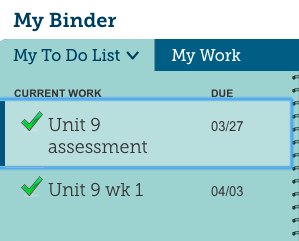 My Binder
My To Do List My Work
CURRENT WORK DUE
Unit 9 03/27
assessment
Unit 9 wk 1 04/03